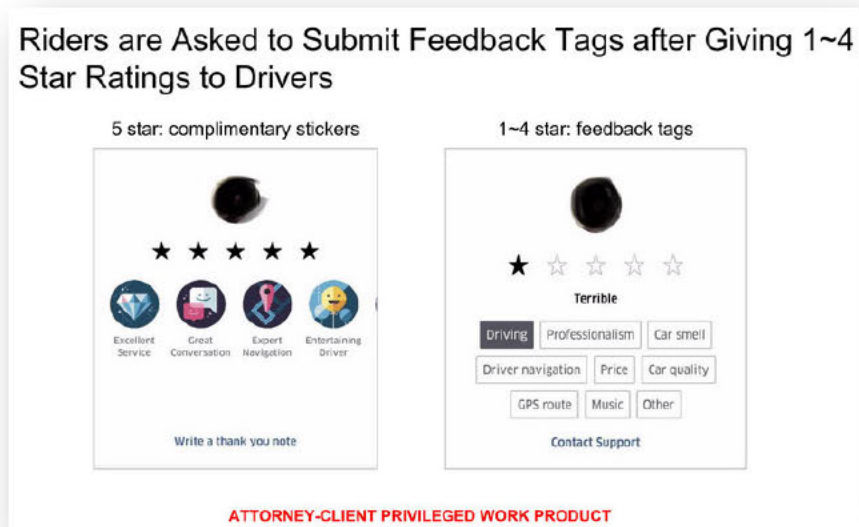 Riders are Asked to Submit Feedback Tags after Giving 1~4
Star Ratings to Drivers
5 star: complimentary stickers
Excellent
Service
Great
Conversation
Expert
Navigation
Entertaining
Driver
Write a thank you note
1~4 star: feedback tags
Terrible
Driving Professionalism Car smell
Driver navigation Price Car quality
GPS route Music Other
Contact Support
ATTORNEY-CLIENT PRIVILEGED WORK PRODUCT